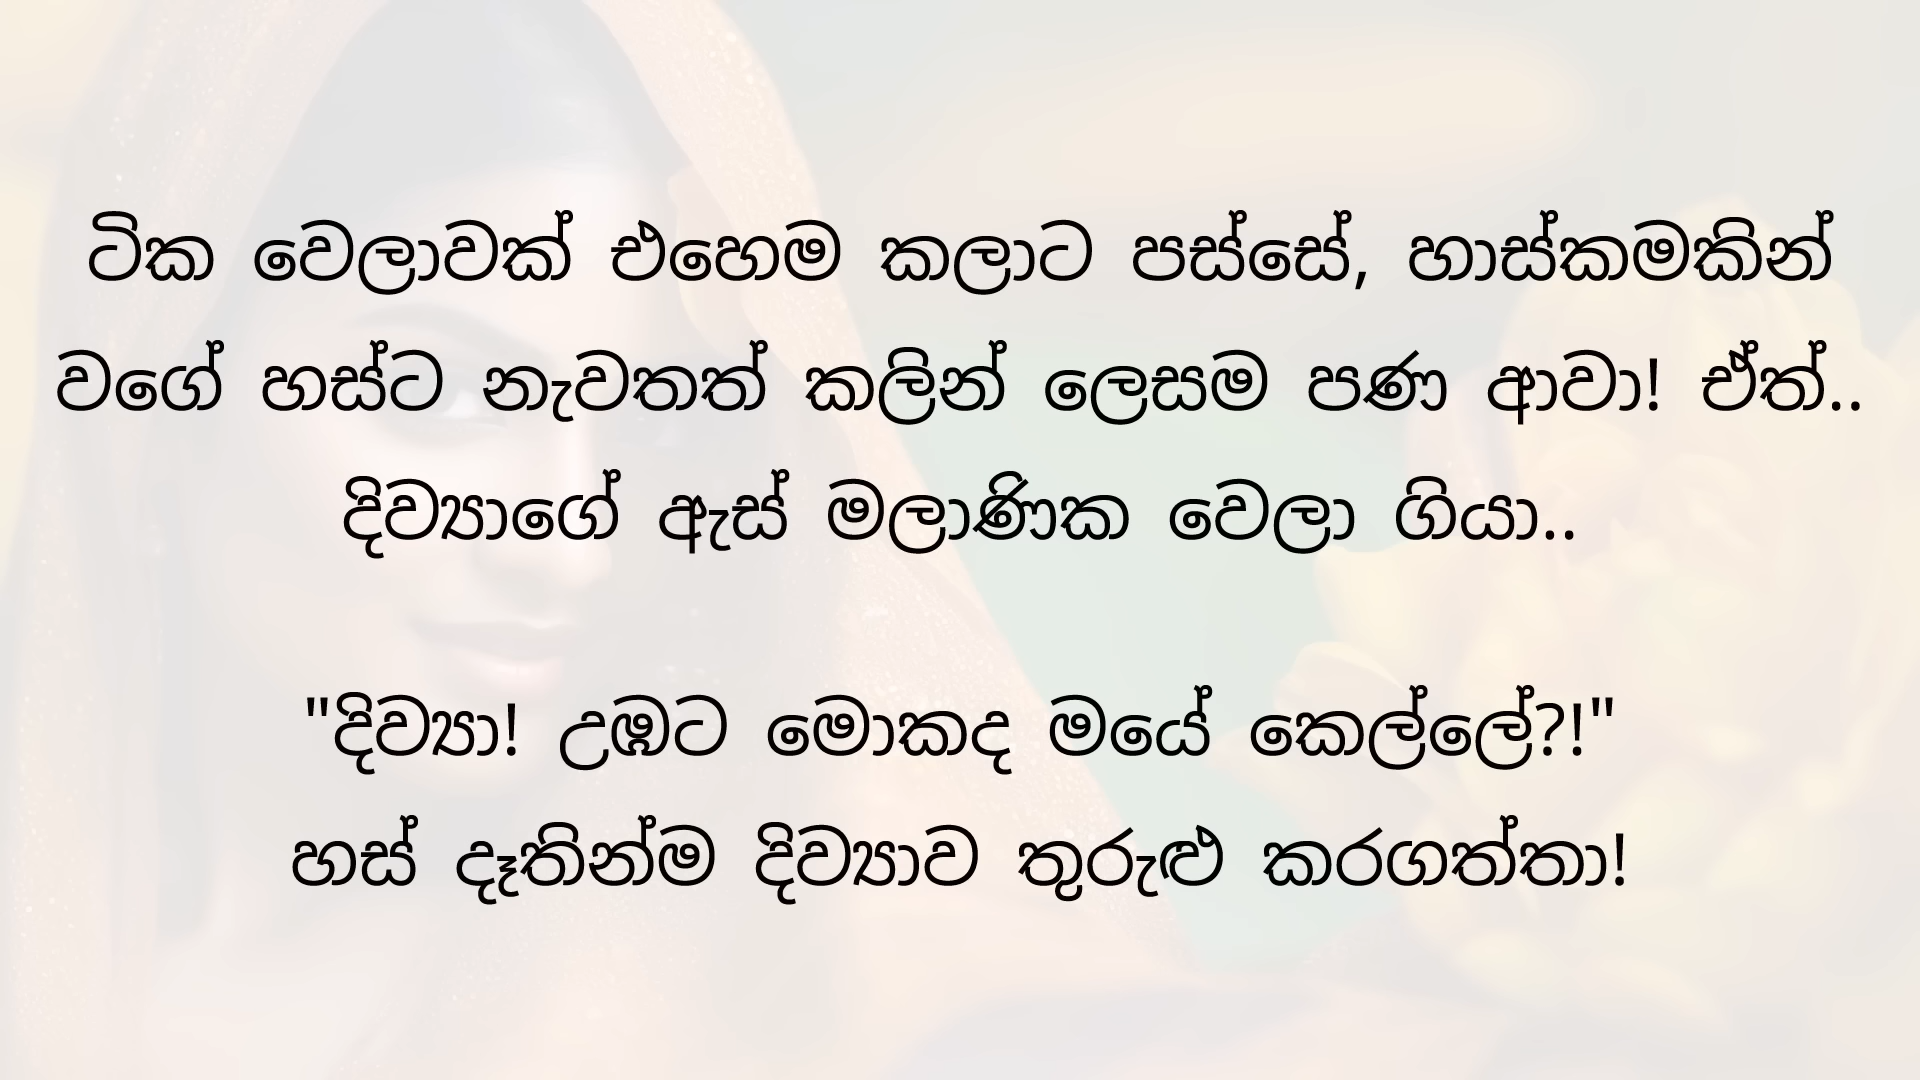 ටික වෙලාවක් එහෙම කලාට පස්සේ, හාස්කමකින්
වගේ හස්ට නැවතත් කලින් ලෙසම පණ ආවා! ඒත්..
දිව්‍යාගේ ඇස් මලාණික වෙලා ගියා..
"දිව්‍යා! උඹට මොකද මයේ කෙල්ලේ?!"
හස් දෑතින්ම දිව්‍යාව තුරුළු කරගත්තා!